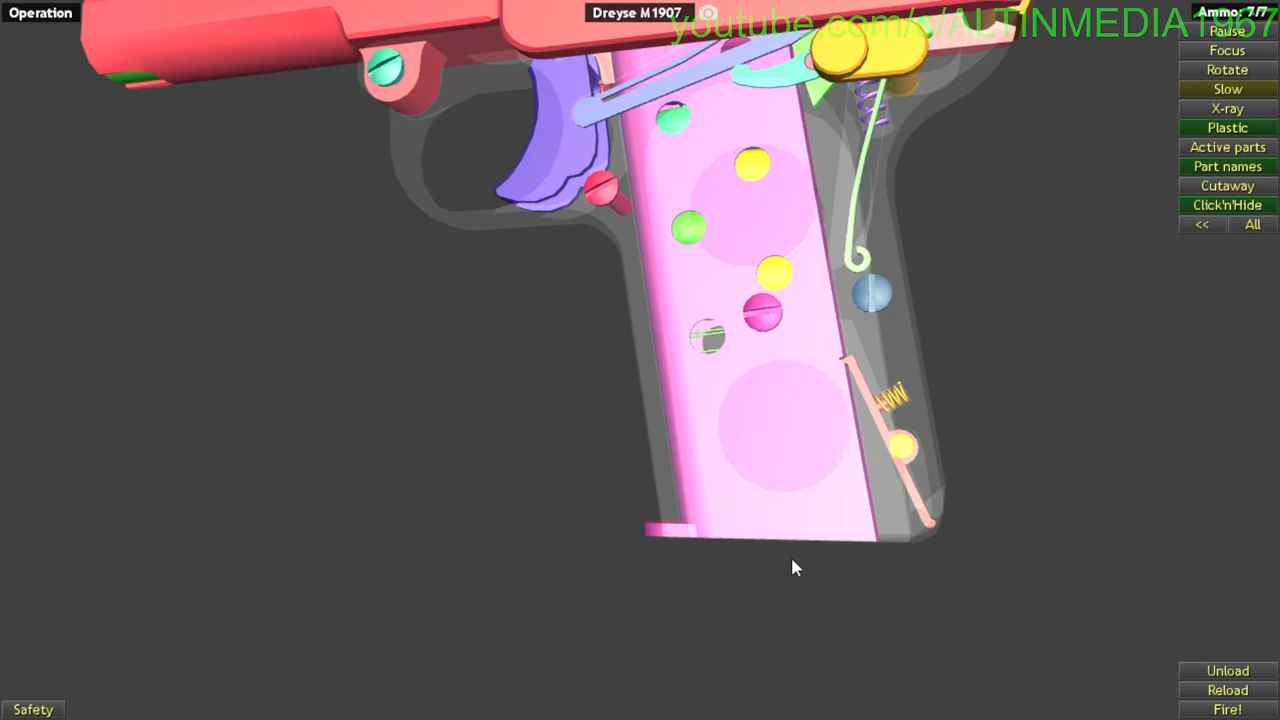 Operation
Dreyse M1907
Ammo: 7/7
youtube.com/c/ALT1NMEDIA1967
Pause
Focus
Rotate
Slow
X-ray
Plastic
Active parts
Part names
Cutaway
Click'n'Hide
<< All
Unload
Reload
Fire!
Safety